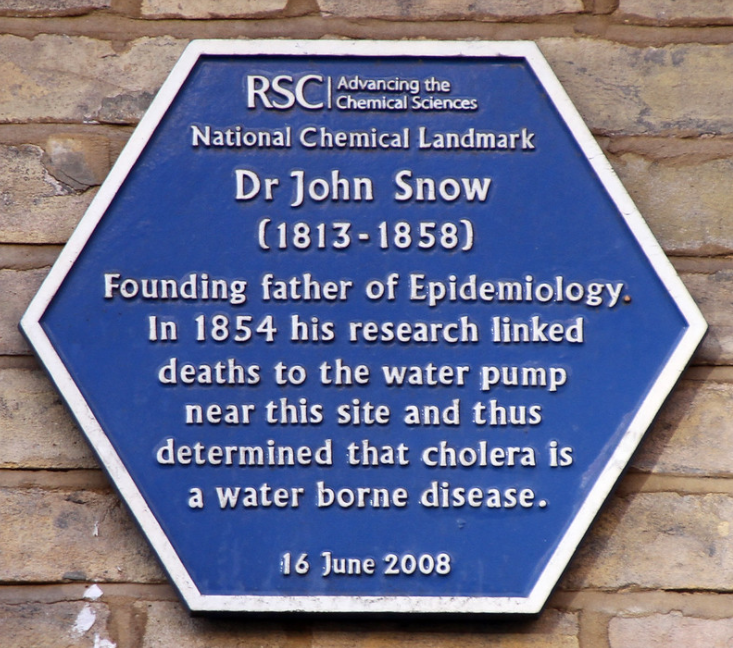 RSC Advancing the
Chemical Sciences
National Chemical Landmark
Dr John Snow
(1813-1858)
Founding father of Epidemiology.
In 1854 his research linked
deaths to the water pump
near this site and thus
determined that cholera is
a water borne disease.
16 June 2008